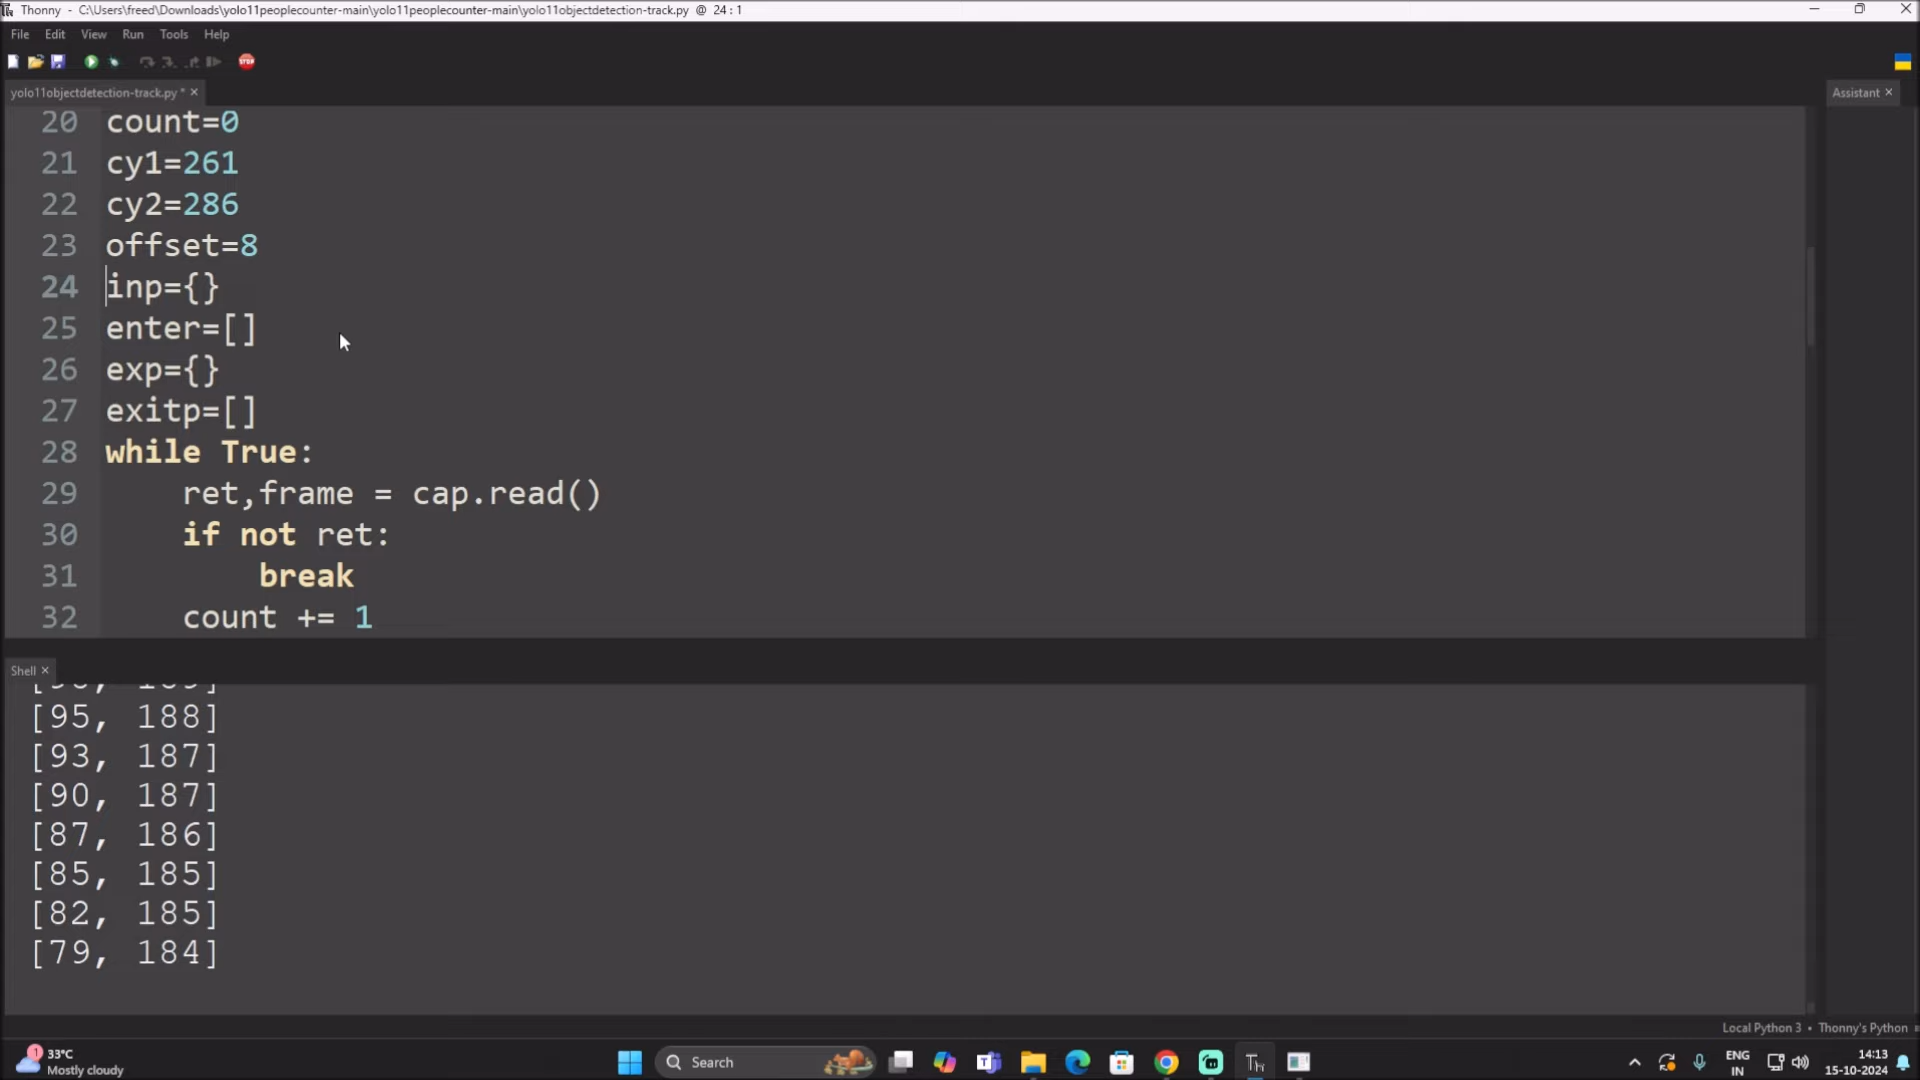 Thonny - C:\Users\freed\Downloads\yolo11peoplecounter-main\yolo11peoplecounter-main\yolo11objectdetection-track.py @ 24 : 1
File Edit View Run Tools Help
STOP
yolo11objectdetection-track.py * ×
Assistant ×
20 count=0
21 cy1=261
22 cy2=286
23 offset=8
24 inp={}
25 enter=[]
26 exp={}
27 exitp=[]
28 while True:
29 ret,frame = cap.read()
30 if not ret:
31 break
32 count += 1
Shell ×
[95, 188]
[93, 187]
[90, 187]
[87, 186]
[85, 185]
[82, 185]
[79, 184]
Local Python 3 • Thonny's Python
1
33°C
Mostly cloudy
Search
ENG
IN
14:13
15-10-2024